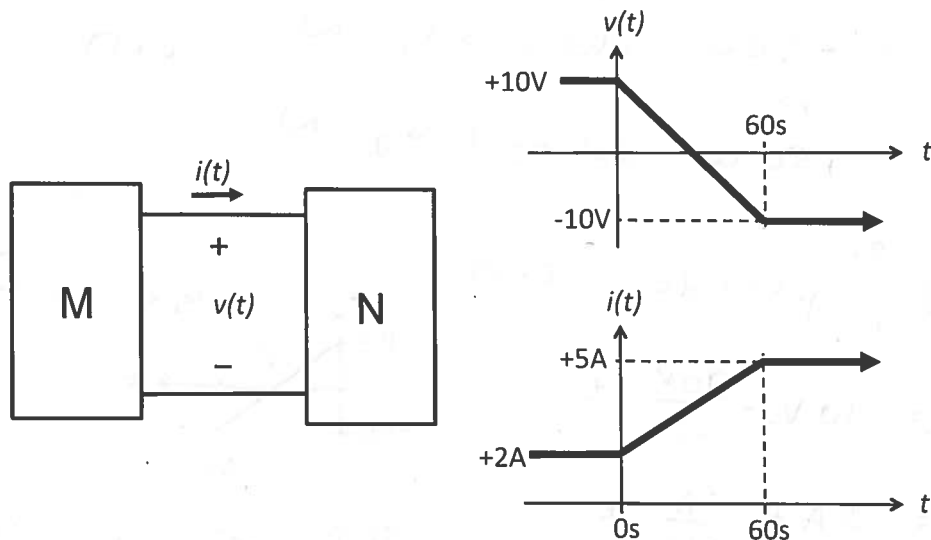 v(t)
+10V
60s
t
-10V
i(t)
M
+
v(t)
−
N
i(t)
+5A
+2A
t
0s
60s